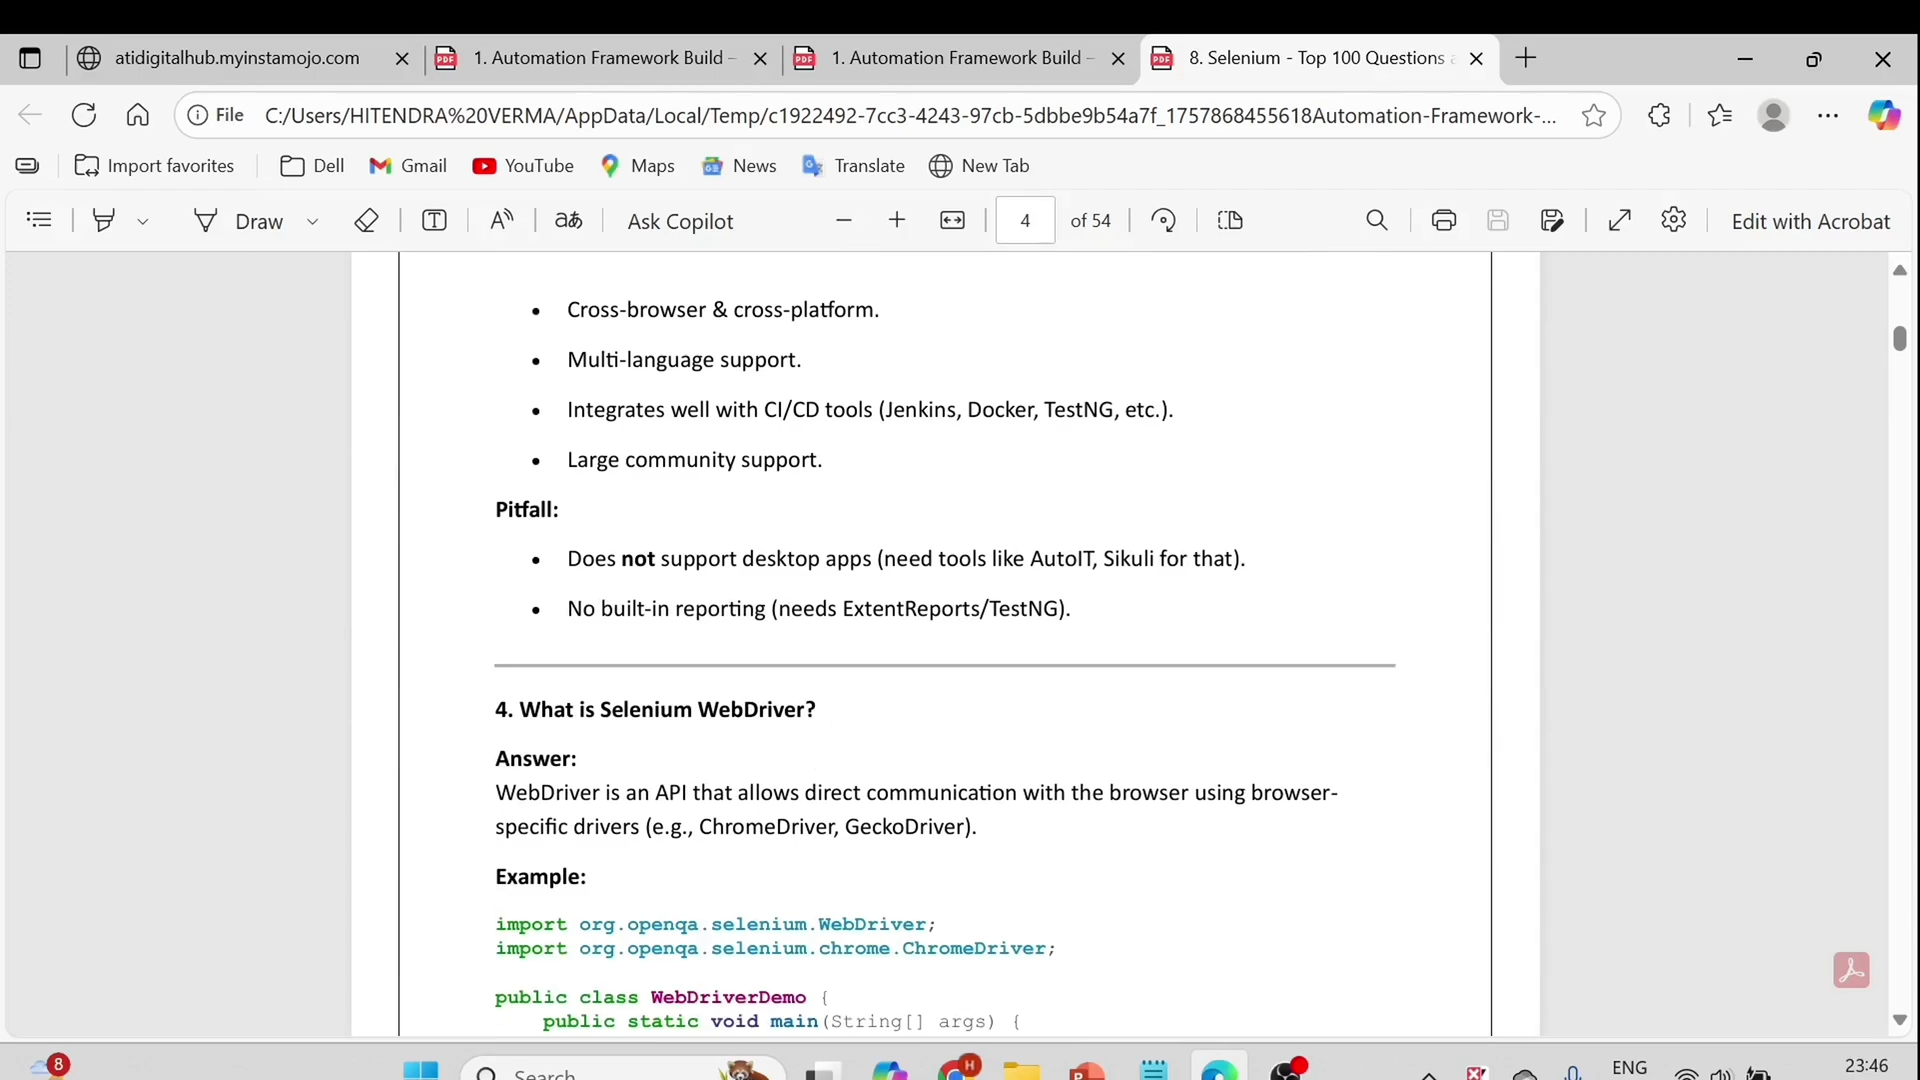 atidigitalhub.myinstamojo.com
1. Automation Framework Build -
1. Automation Framework Build -
8. Selenium - Top 100 Questions a
File
C:/Users/HITENDRA%20VERMA/AppData/Local/Temp/c1922492-7cc3-4243-97cb-5dbbe9b54a7f_1757868455618Automation-Framework-...
Import favorites
Dell
Gmail
YouTube
Maps
News
Translate
New Tab
Draw
Ask Copilot
4
of 54
Edit with Acrobat
• Cross-browser & cross-platform.
• Multi-language support.
• Integrates well with CI/CD tools (Jenkins, Docker, TestNG, etc.).
• Large community support.
Pitfall:
• Does not support desktop apps (need tools like AutoIT, Sikuli for that).
• No built-in reporting (needs ExtentReports/TestNG).
4. What is Selenium WebDriver?
Answer:
WebDriver is an API that allows direct communication with the browser using browser-
specific drivers (e.g., ChromeDriver, GeckoDriver).
Example:
import org.openqa.selenium.WebDriver;
import org.openqa.selenium.chrome.ChromeDriver;
public class WebDriverDemo {
public static void main(String[] args) {
8
Search
H
ENG
23:46